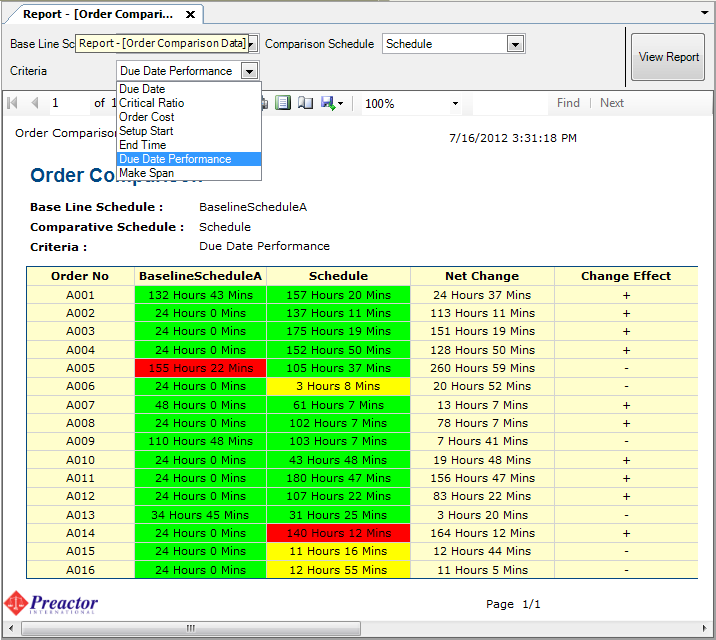 Report - [Order Compari...
Base Line Sc
Report - [Order Comparison Data]
Comparison Schedule
Schedule
View Report
Criteria
Due Date Performance
Due Date
Critical Ratio
Order Cost
Setup Start
End Time
Due Date Performance
Make Span
1
of 1
100%
Find
Next
Order Comparison
7/16/2012 3:31:18 PM
Order Comparison
Base Line Schedule : BaselineScheduleA
Comparative Schedule : Schedule
Criteria : Due Date Performance
Order No BaselineScheduleA Schedule Net Change Change Effect
A001 132 Hours 43 Mins 157 Hours 20 Mins 24 Hours 37 Mins +
A002 24 Hours 0 Mins 137 Hours 11 Mins 113 Hours 11 Mins +
A003 24 Hours 0 Mins 175 Hours 19 Mins 151 Hours 19 Mins +
A004 24 Hours 0 Mins 152 Hours 50 Mins 128 Hours 50 Mins +
A005 155 Hours 22 Mins 105 Hours 37 Mins 260 Hours 59 Mins -
A006 24 Hours 0 Mins 3 Hours 8 Mins 20 Hours 52 Mins -
A007 48 Hours 0 Mins 61 Hours 7 Mins 13 Hours 7 Mins +
A008 24 Hours 0 Mins 102 Hours 7 Mins 78 Hours 7 Mins +
A009 110 Hours 48 Mins 103 Hours 7 Mins 7 Hours 41 Mins -
A010 24 Hours 0 Mins 43 Hours 48 Mins 19 Hours 48 Mins +
A011 24 Hours 0 Mins 180 Hours 47 Mins 156 Hours 47 Mins +
A012 24 Hours 0 Mins 107 Hours 22 Mins 83 Hours 22 Mins +
A013 34 Hours 45 Mins 31 Hours 25 Mins 3 Hours 20 Mins -
A014 24 Hours 0 Mins 140 Hours 12 Mins 164 Hours 12 Mins +
A015 24 Hours 0 Mins 11 Hours 16 Mins 12 Hours 44 Mins -
A016 24 Hours 0 Mins 12 Hours 55 Mins 11 Hours 5 Mins -
Preactor
INTERNATIONAL
Page 1/1